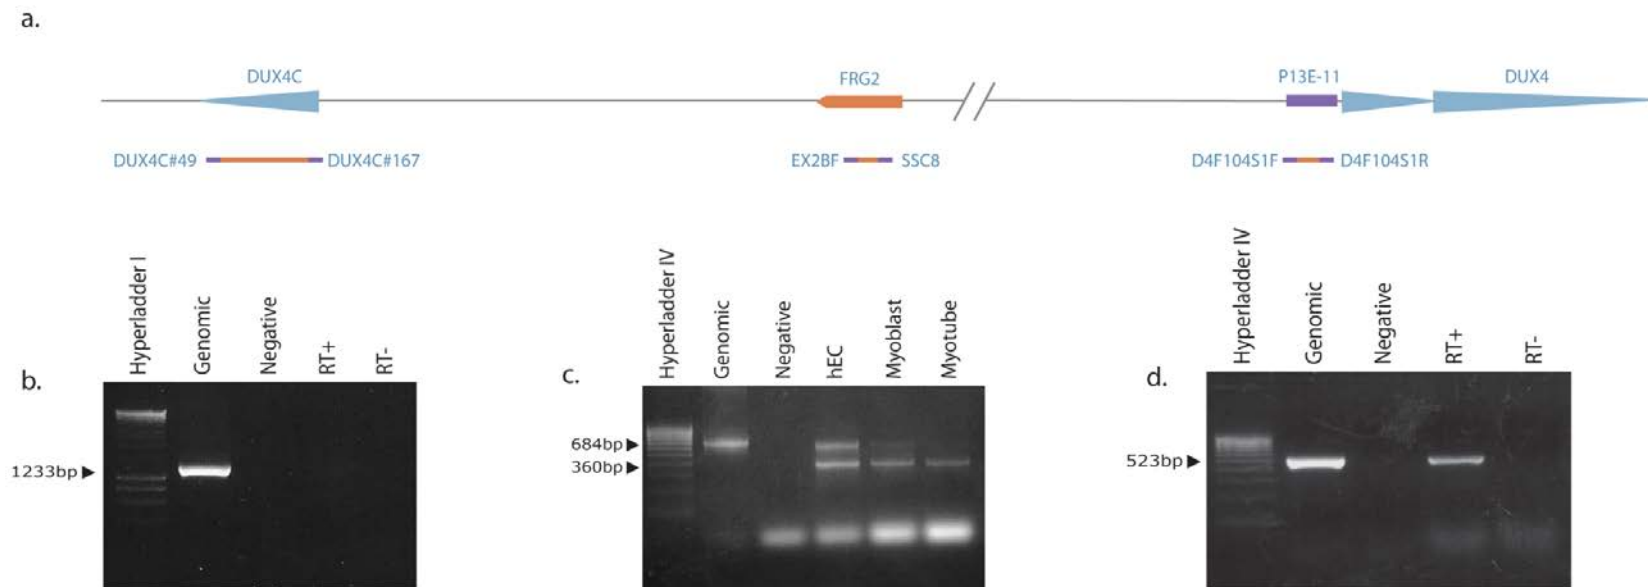 a.
DUX4C
FRG2
P13E-11
DUX4
DUX4C#49
DUX4C#167
EX2BF
SSC8
D4F104S1F
D4F104S1R
b.
Hyperladder I
Genomic
Negative
RT+
RT-
1233bp
c.
Hyperladder IV
Genomic
Negative
hEC
Myoblast
Myotube
684bp
360bp
d.
Hyperladder IV
Genomic
Negative
RT+
RT-
523bp